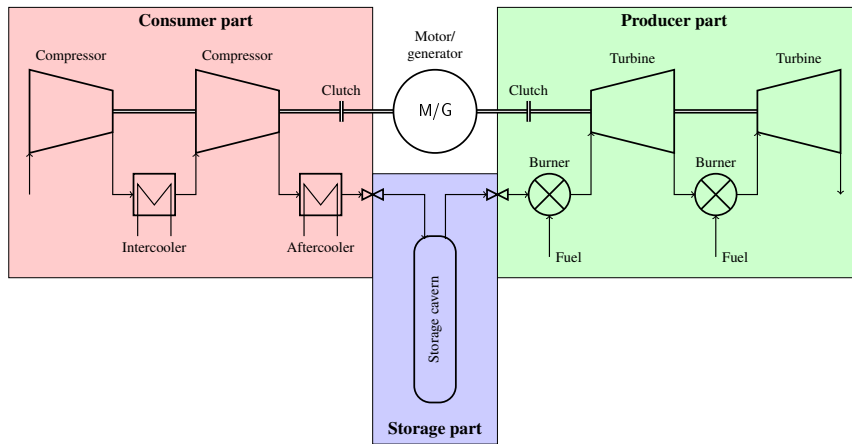 Consumer part
Producer part
Compressor
Compressor
Motor/
generator
Turbine
Turbine
Clutch
Clutch
M/G
Burner
Burner
Intercooler
Aftercooler
Fuel
Fuel
Storage cavern
Storage part